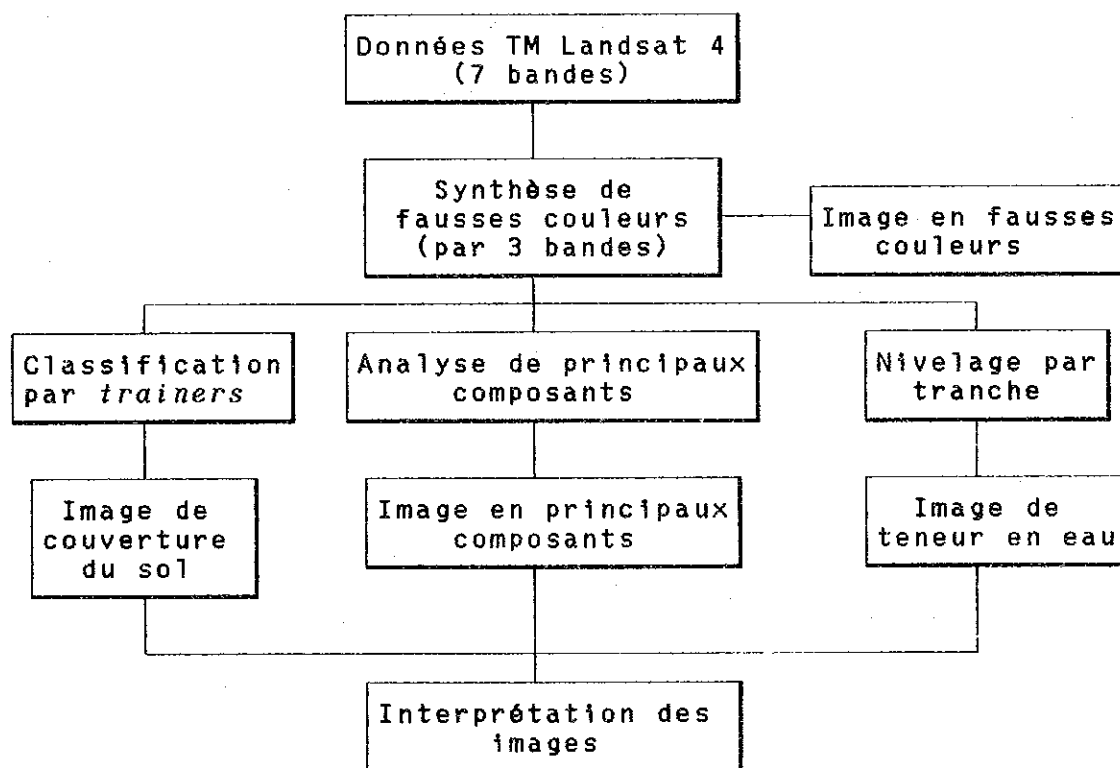 Données TM Landsat 4
(7 bandes)
Synthèse de
fausses couleurs
(par 3 bandes)
Image en fausses
couleurs
Classification
par trainers
Analyse de principaux
composants
Nivelage par
tranche
Image de
couverture
du sol
Image en principaux
composants
Image de
teneur en eau
Interprétation des
images